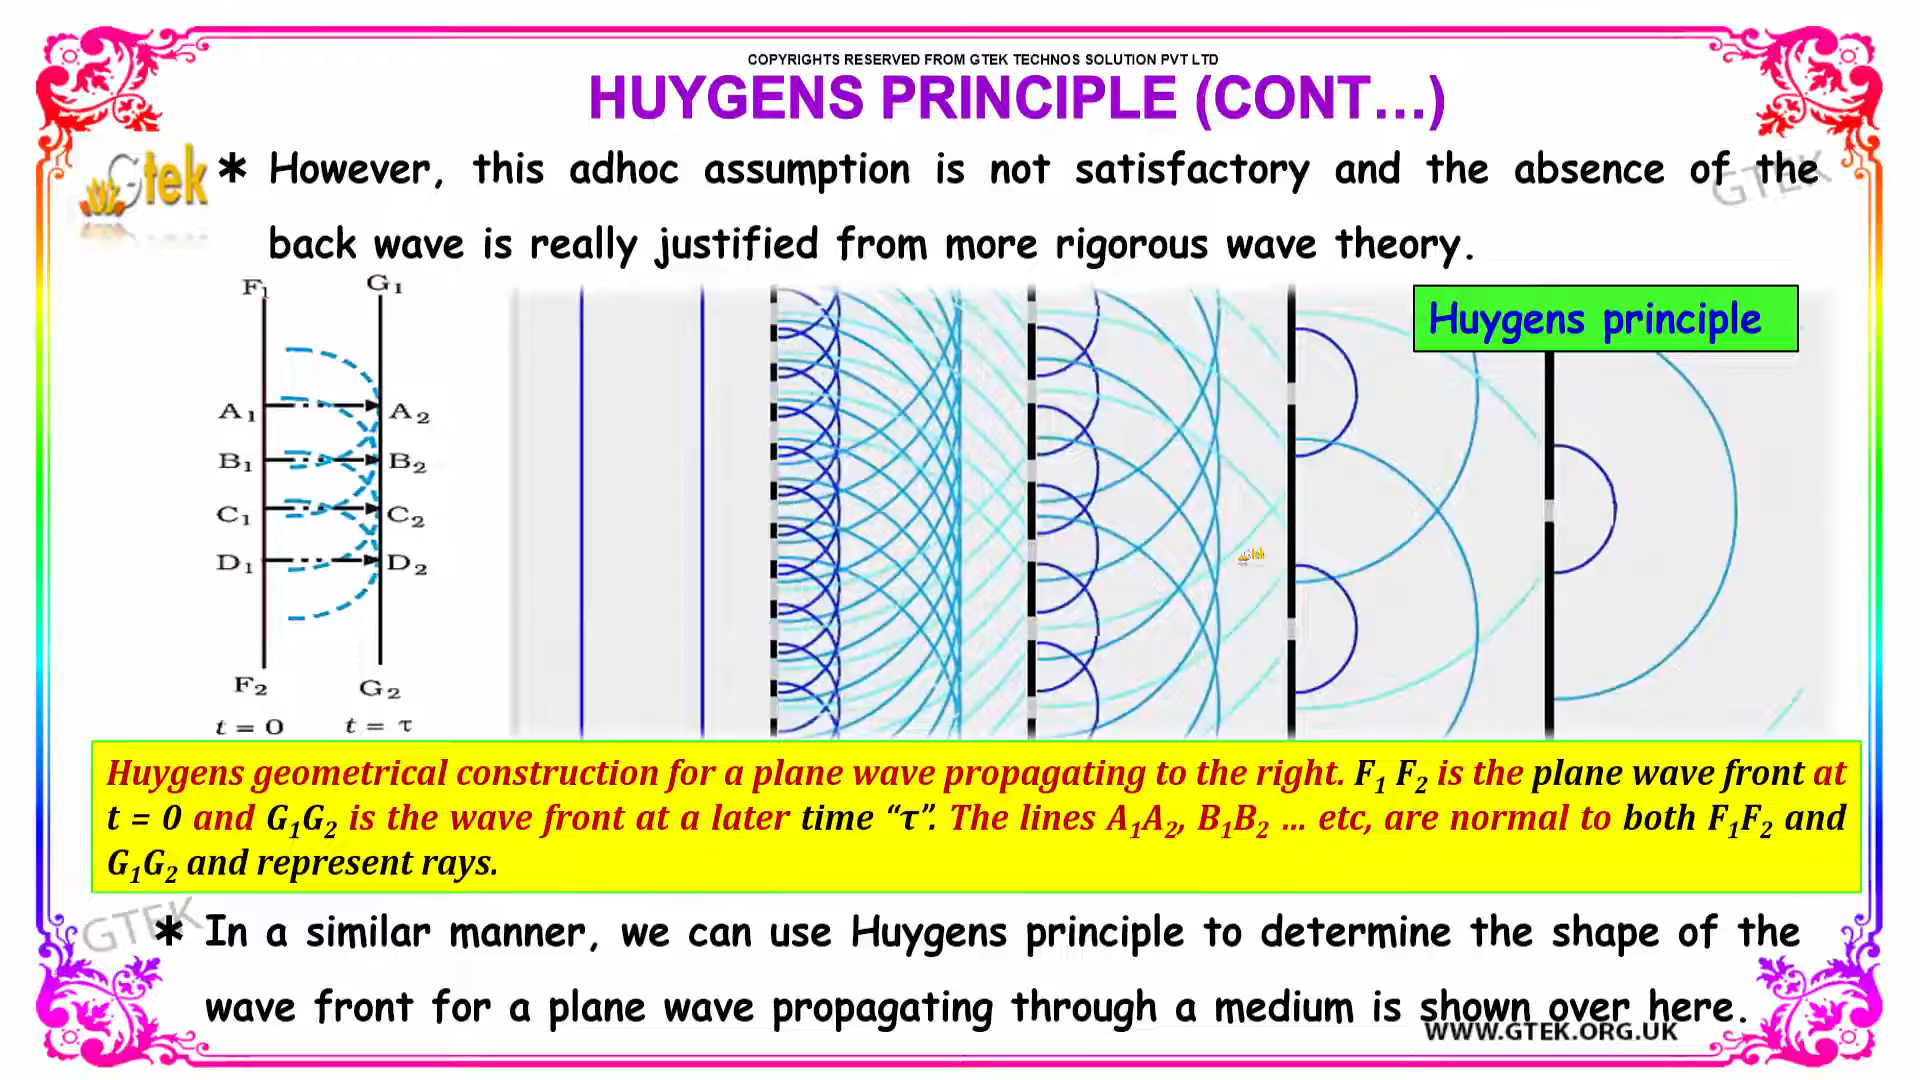 COPYRIGHTS RESERVED FROM GTEK TECHNOS SOLUTION PVT LTD
HUYGENS PRINCIPLE (CONT...)
Gtek
GTEK
* However, this adhoc assumption is not satisfactory and the absence of the
back wave is really justified from more rigorous wave theory.
F₁ G₁
Huygens principle
A₁ A₂
B₁ B₂
C₁ C₂
D₁ D₂
Gtek
F₂ G₂
t = 0 t = τ
Huygens geometrical construction for a plane wave propagating to the right. F₁ F₂ is the plane wave front at
t = 0 and G₁G₂ is the wave front at a later time “τ”. The lines A₁A₂, B₁B₂ ... etc, are normal to both F₁F₂ and
G₁G₂ and represent rays.
GTEK
* In a similar manner, we can use Huygens principle to determine the shape of the
wave front for a plane wave propagating through a medium is shown over here.
WWW.GTEK.ORG.UK